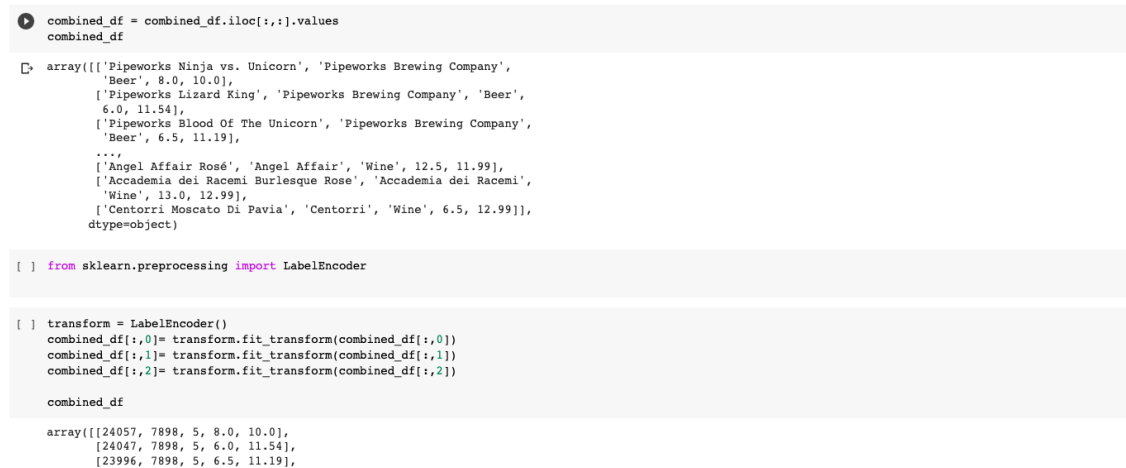 combined_df = combined_df.iloc[:,:].values
combined_df
array([['Pipeworks Ninja vs. Unicorn', 'Pipeworks Brewing Company',
'Beer', 8.0, 10.0],
['Pipeworks Lizard King', 'Pipeworks Brewing Company', 'Beer',
6.0, 11.54],
['Pipeworks Blood Of The Unicorn', 'Pipeworks Brewing Company',
'Beer', 6.5, 11.19],
...,
['Angel Affair Rosé', 'Angel Affair', 'Wine', 12.5, 11.99],
['Accademia dei Racemi Burlesque Rose', 'Accademia dei Racemi',
'Wine', 13.0, 12.99],
['Centorri Moscato Di Pavia', 'Centorri', 'Wine', 6.5, 12.99]],
dtype=object)
[ ] from sklearn.preprocessing import LabelEncoder
[ ] transform = LabelEncoder()
combined_df[:,0]= transform.fit_transform(combined_df[:,0])
combined_df[:,1]= transform.fit_transform(combined_df[:,1])
combined_df[:,2]= transform.fit_transform(combined_df[:,2])
combined_df
array([[24057, 7898, 5, 8.0, 10.0],
[24047, 7898, 5, 6.0, 11.54],
[23996, 7898, 5, 6.5, 11.19],